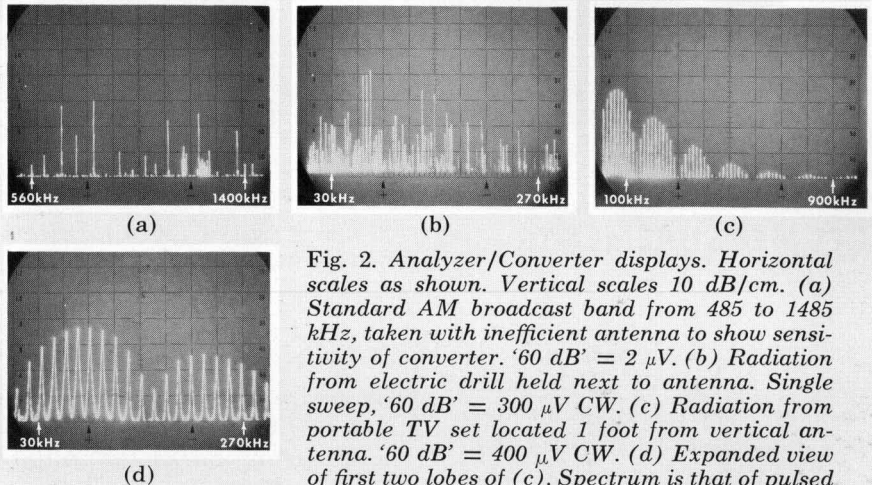 560kHz 1400kHz
(a)
30kHz 270kHz
(b)
100kHz 900kHz
(c)
30kHz 270kHz
(d)
Fig. 2. Analyzer/Converter displays. Horizontal
scales as shown. Vertical scales 10 dB/cm. (a)
Standard AM broadcast band from 485 to 1485
kHz, taken with inefficient antenna to show sensi-
tivity of converter. '60 dB' = 2 μV. (b) Radiation
from electric drill held next to antenna. Single
sweep, '60 dB' = 300 μV CW. (c) Radiation from
portable TV set located 1 foot from vertical an-
tenna. '60 dB' = 400 μV CW. (d) Expanded view
of first two lobes of (c). Spectrum is that of pulsed